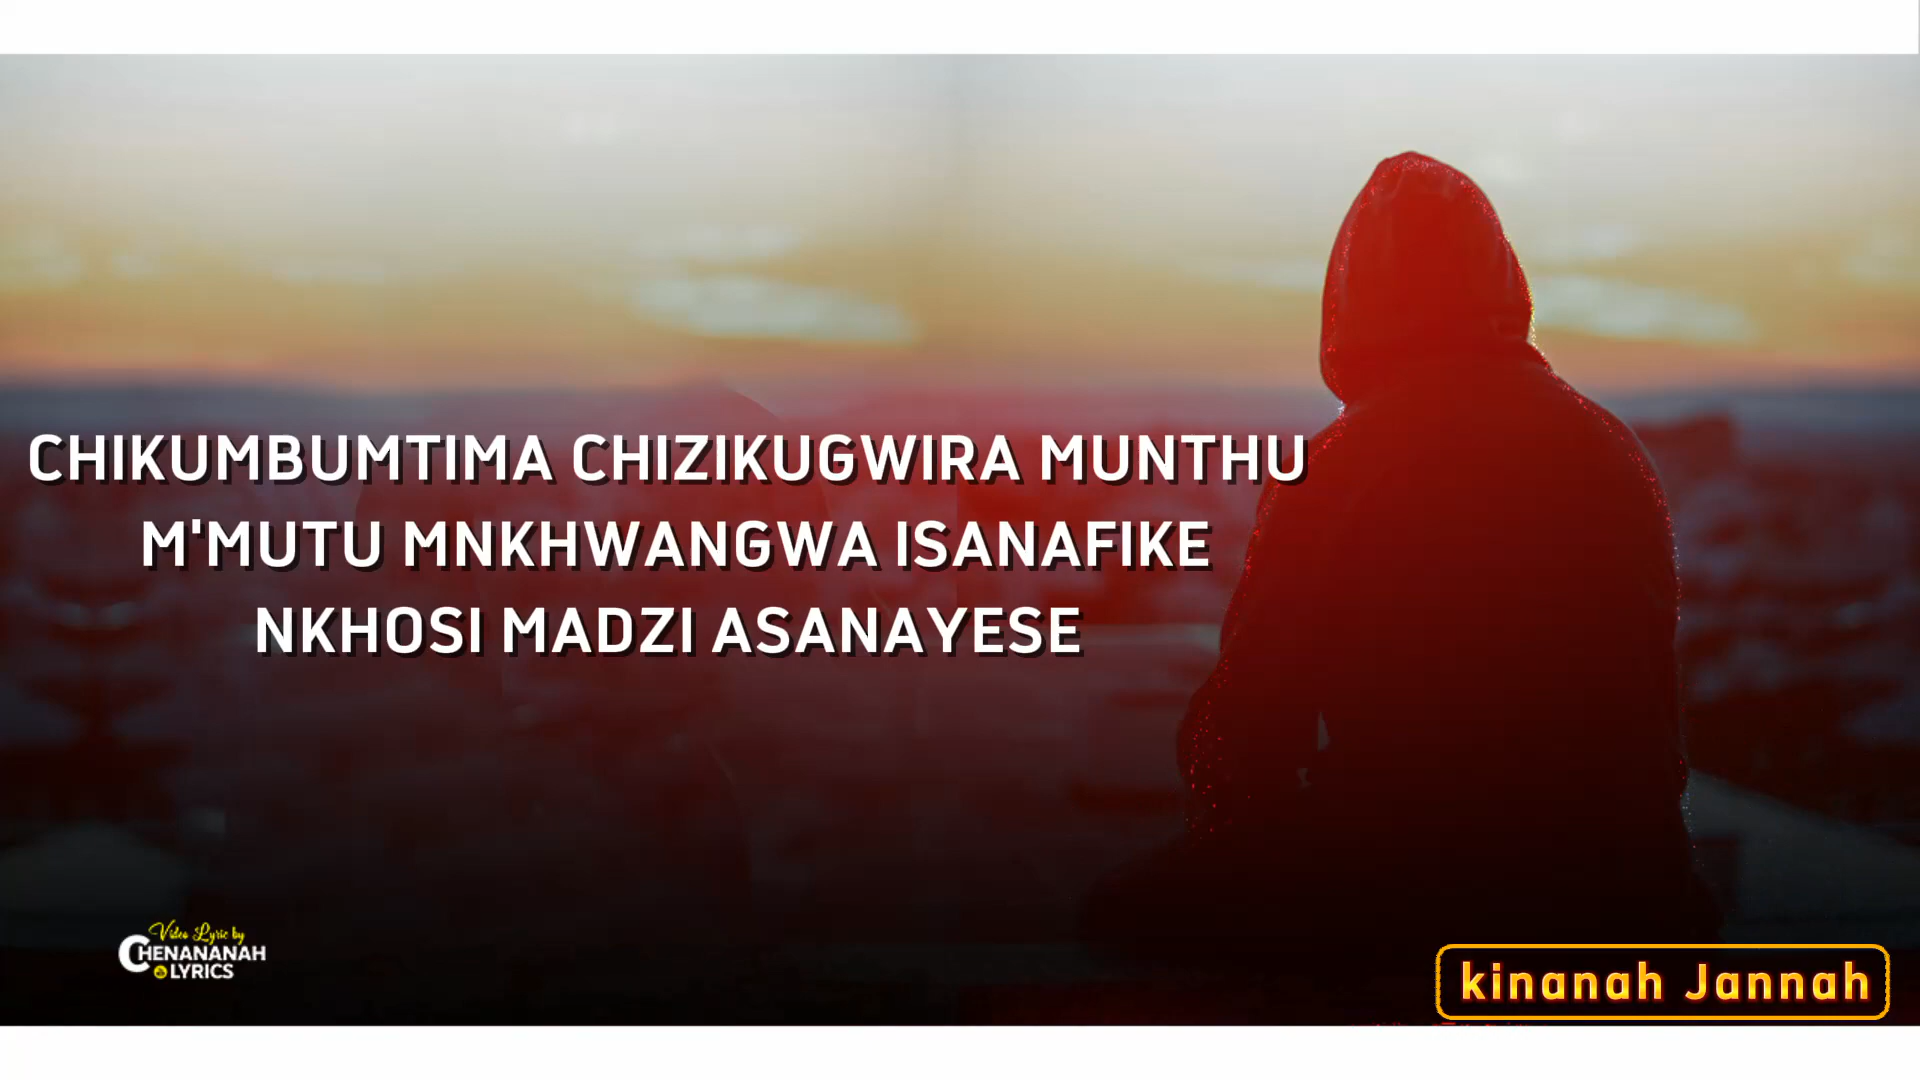 CHIKUMBUMTIMA CHIZIKUGWIRA MUNTHU
M'MUTU MNKHWANGWA ISANAFIKE
NKHOSI MADZI ASANAYESE
Video Lyric by
CHENANANAH
LYRICS
kinanah Jannah